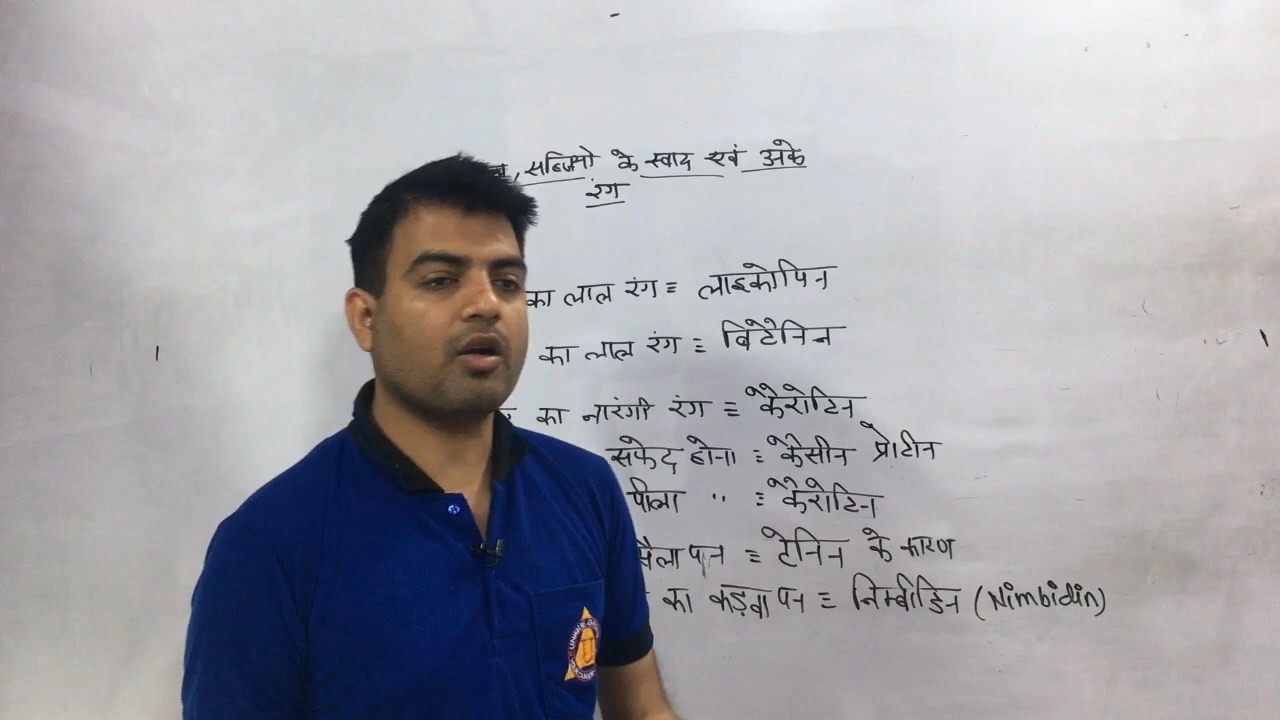 , सब्जियो के स्वाद एवं उनके
रंग
का लाल रंग = लाइकोपिन
का लाल रंग = बिटेनिन
का नारंगी रंग = कैरोटिन
सफेद होना = कैसीन प्रोटीन
पीला " = कैरोटिन
सैलापन = टेनिन के कारण
का कड़वापन = निम्बीडिन (Nimbidin)